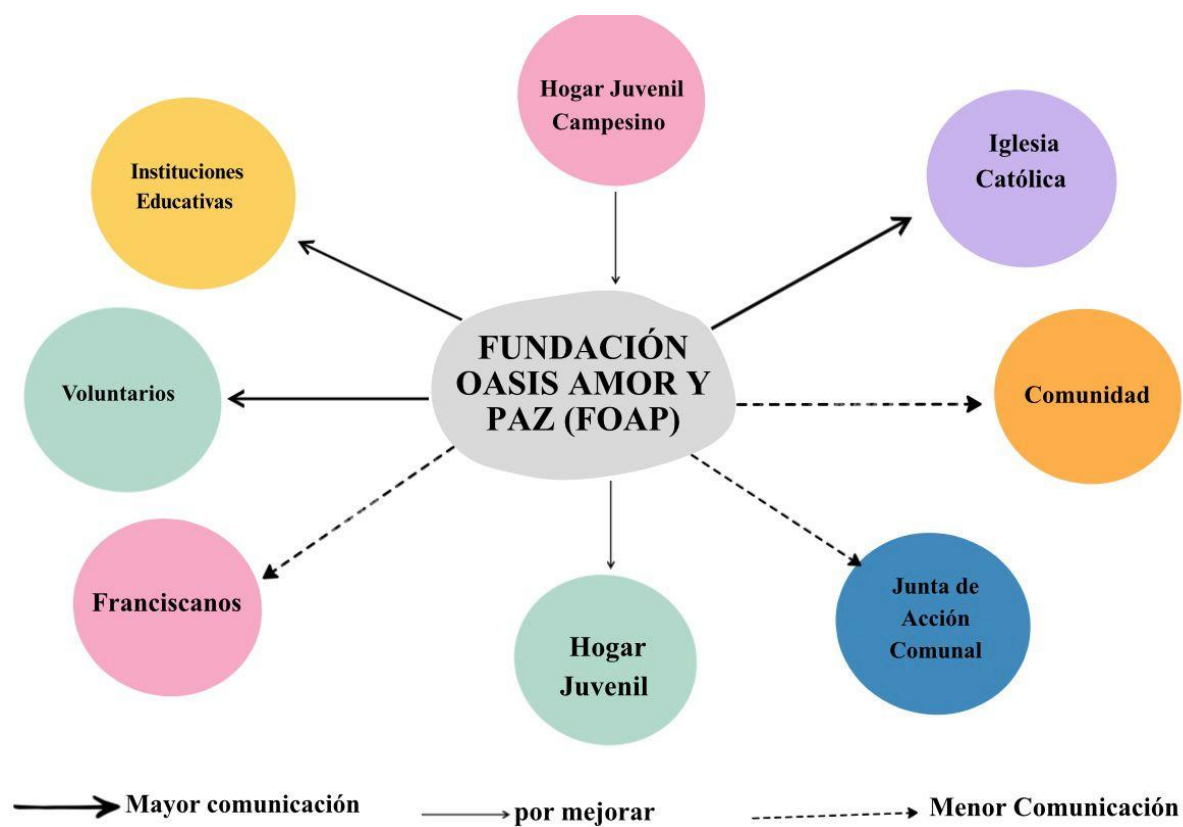 Hogar Juvenil
Campesino
Instituciones
Educativas
Iglesia
Católica
FUNDACIÓN
OASIS AMOR Y
PAZ (FOAP)
Voluntarios
Comunidad
Franciscanos
Hogar
Juvenil
Junta de
Acción
Comunal
Mayor comunicación
por mejorar
Menor Comunicación